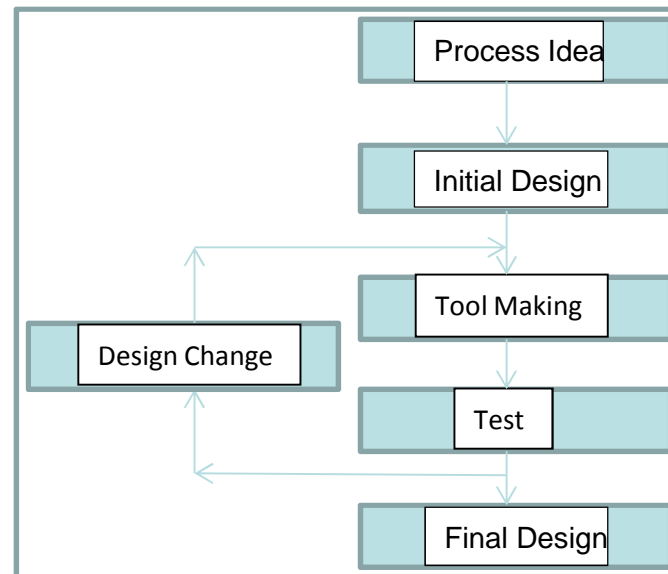 Process Idea
Initial Design
Tool Making
Design Change
Test
Final Design